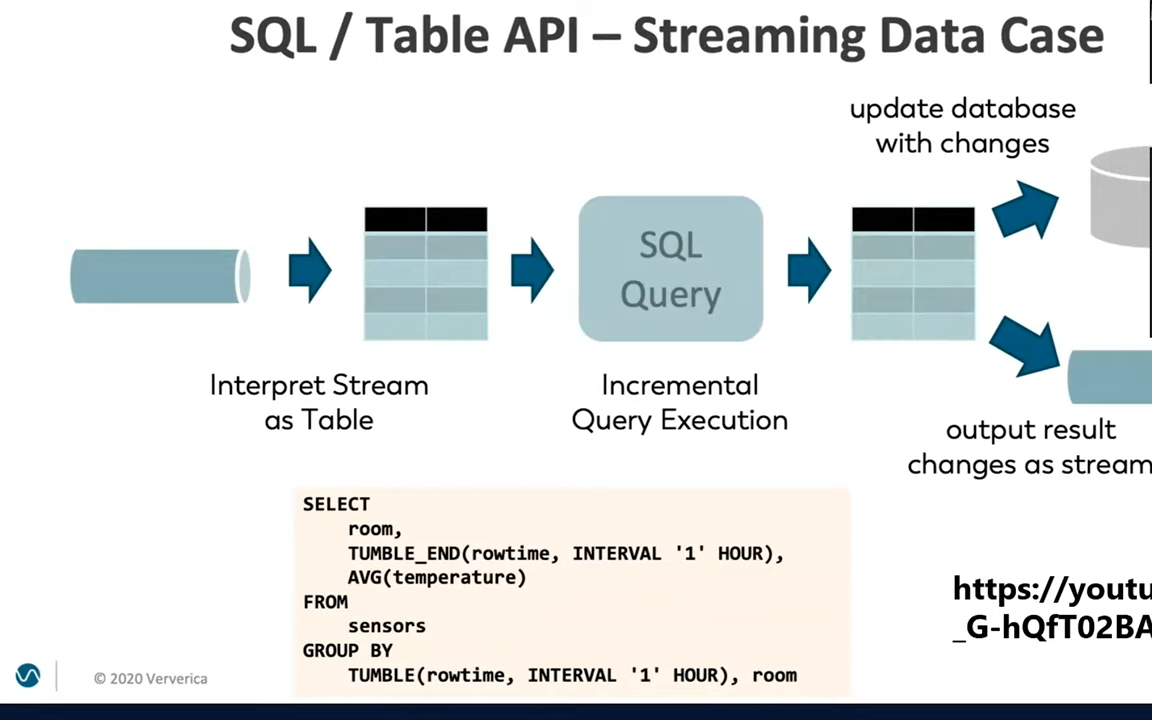 SQL / Table API – Streaming Data Case
update database
with changes
SQL
Query
Interpret Stream
as Table
Incremental
Query Execution
output result
changes as stream
SELECT
room,
TUMBLE_END(rowtime, INTERVAL '1' HOUR),
AVG(temperature)
FROM
sensors
GROUP BY
TUMBLE(rowtime, INTERVAL '1' HOUR), room
https://youtu
_G-hQfT02BA
© 2020 Ververica